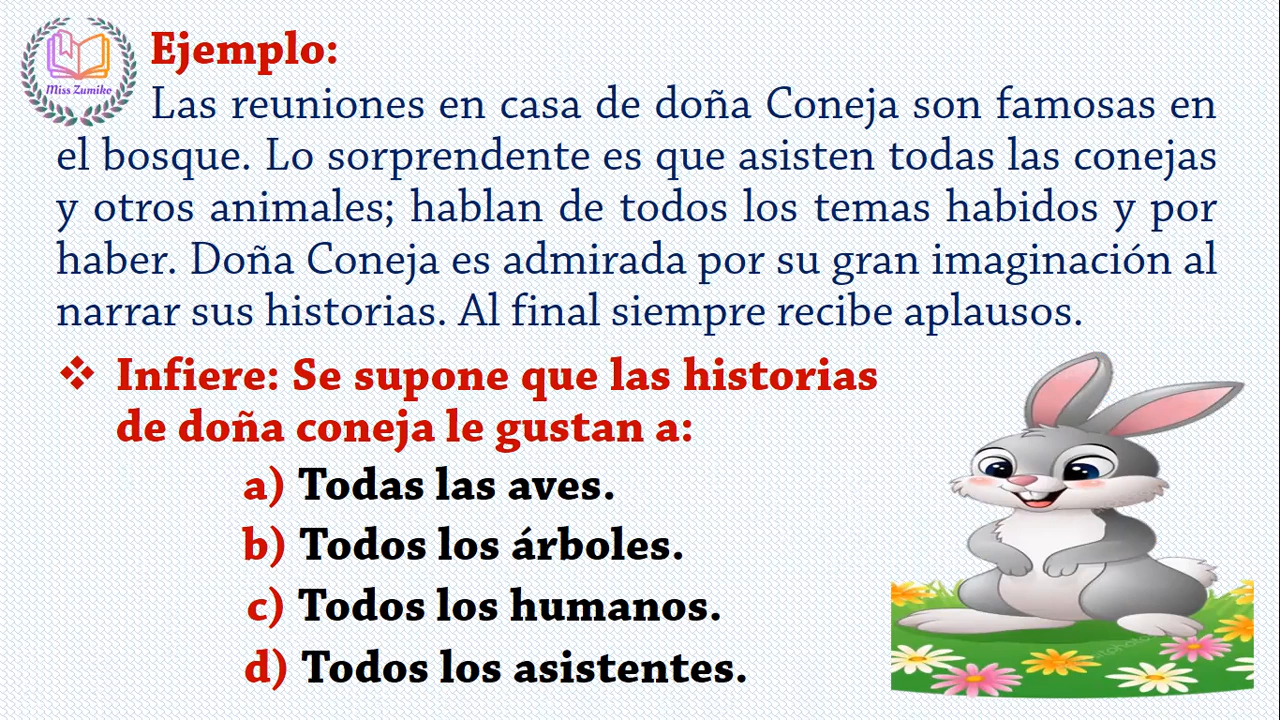 Miss Zumiko
Ejemplo:
Las reuniones en casa de doña Coneja son famosas en
el bosque. Lo sorprendente es que asisten todas las conejas
y otros animales; hablan de todos los temas habidos y por
haber. Doña Coneja es admirada por su gran imaginación al
narrar sus historias. Al final siempre recibe aplausos.
❖ Infiere: Se supone que las historias
de doña coneja le gustan a:
a) Todas las aves.
b) Todos los árboles.
c) Todos los humanos.
d) Todos los asistentes.